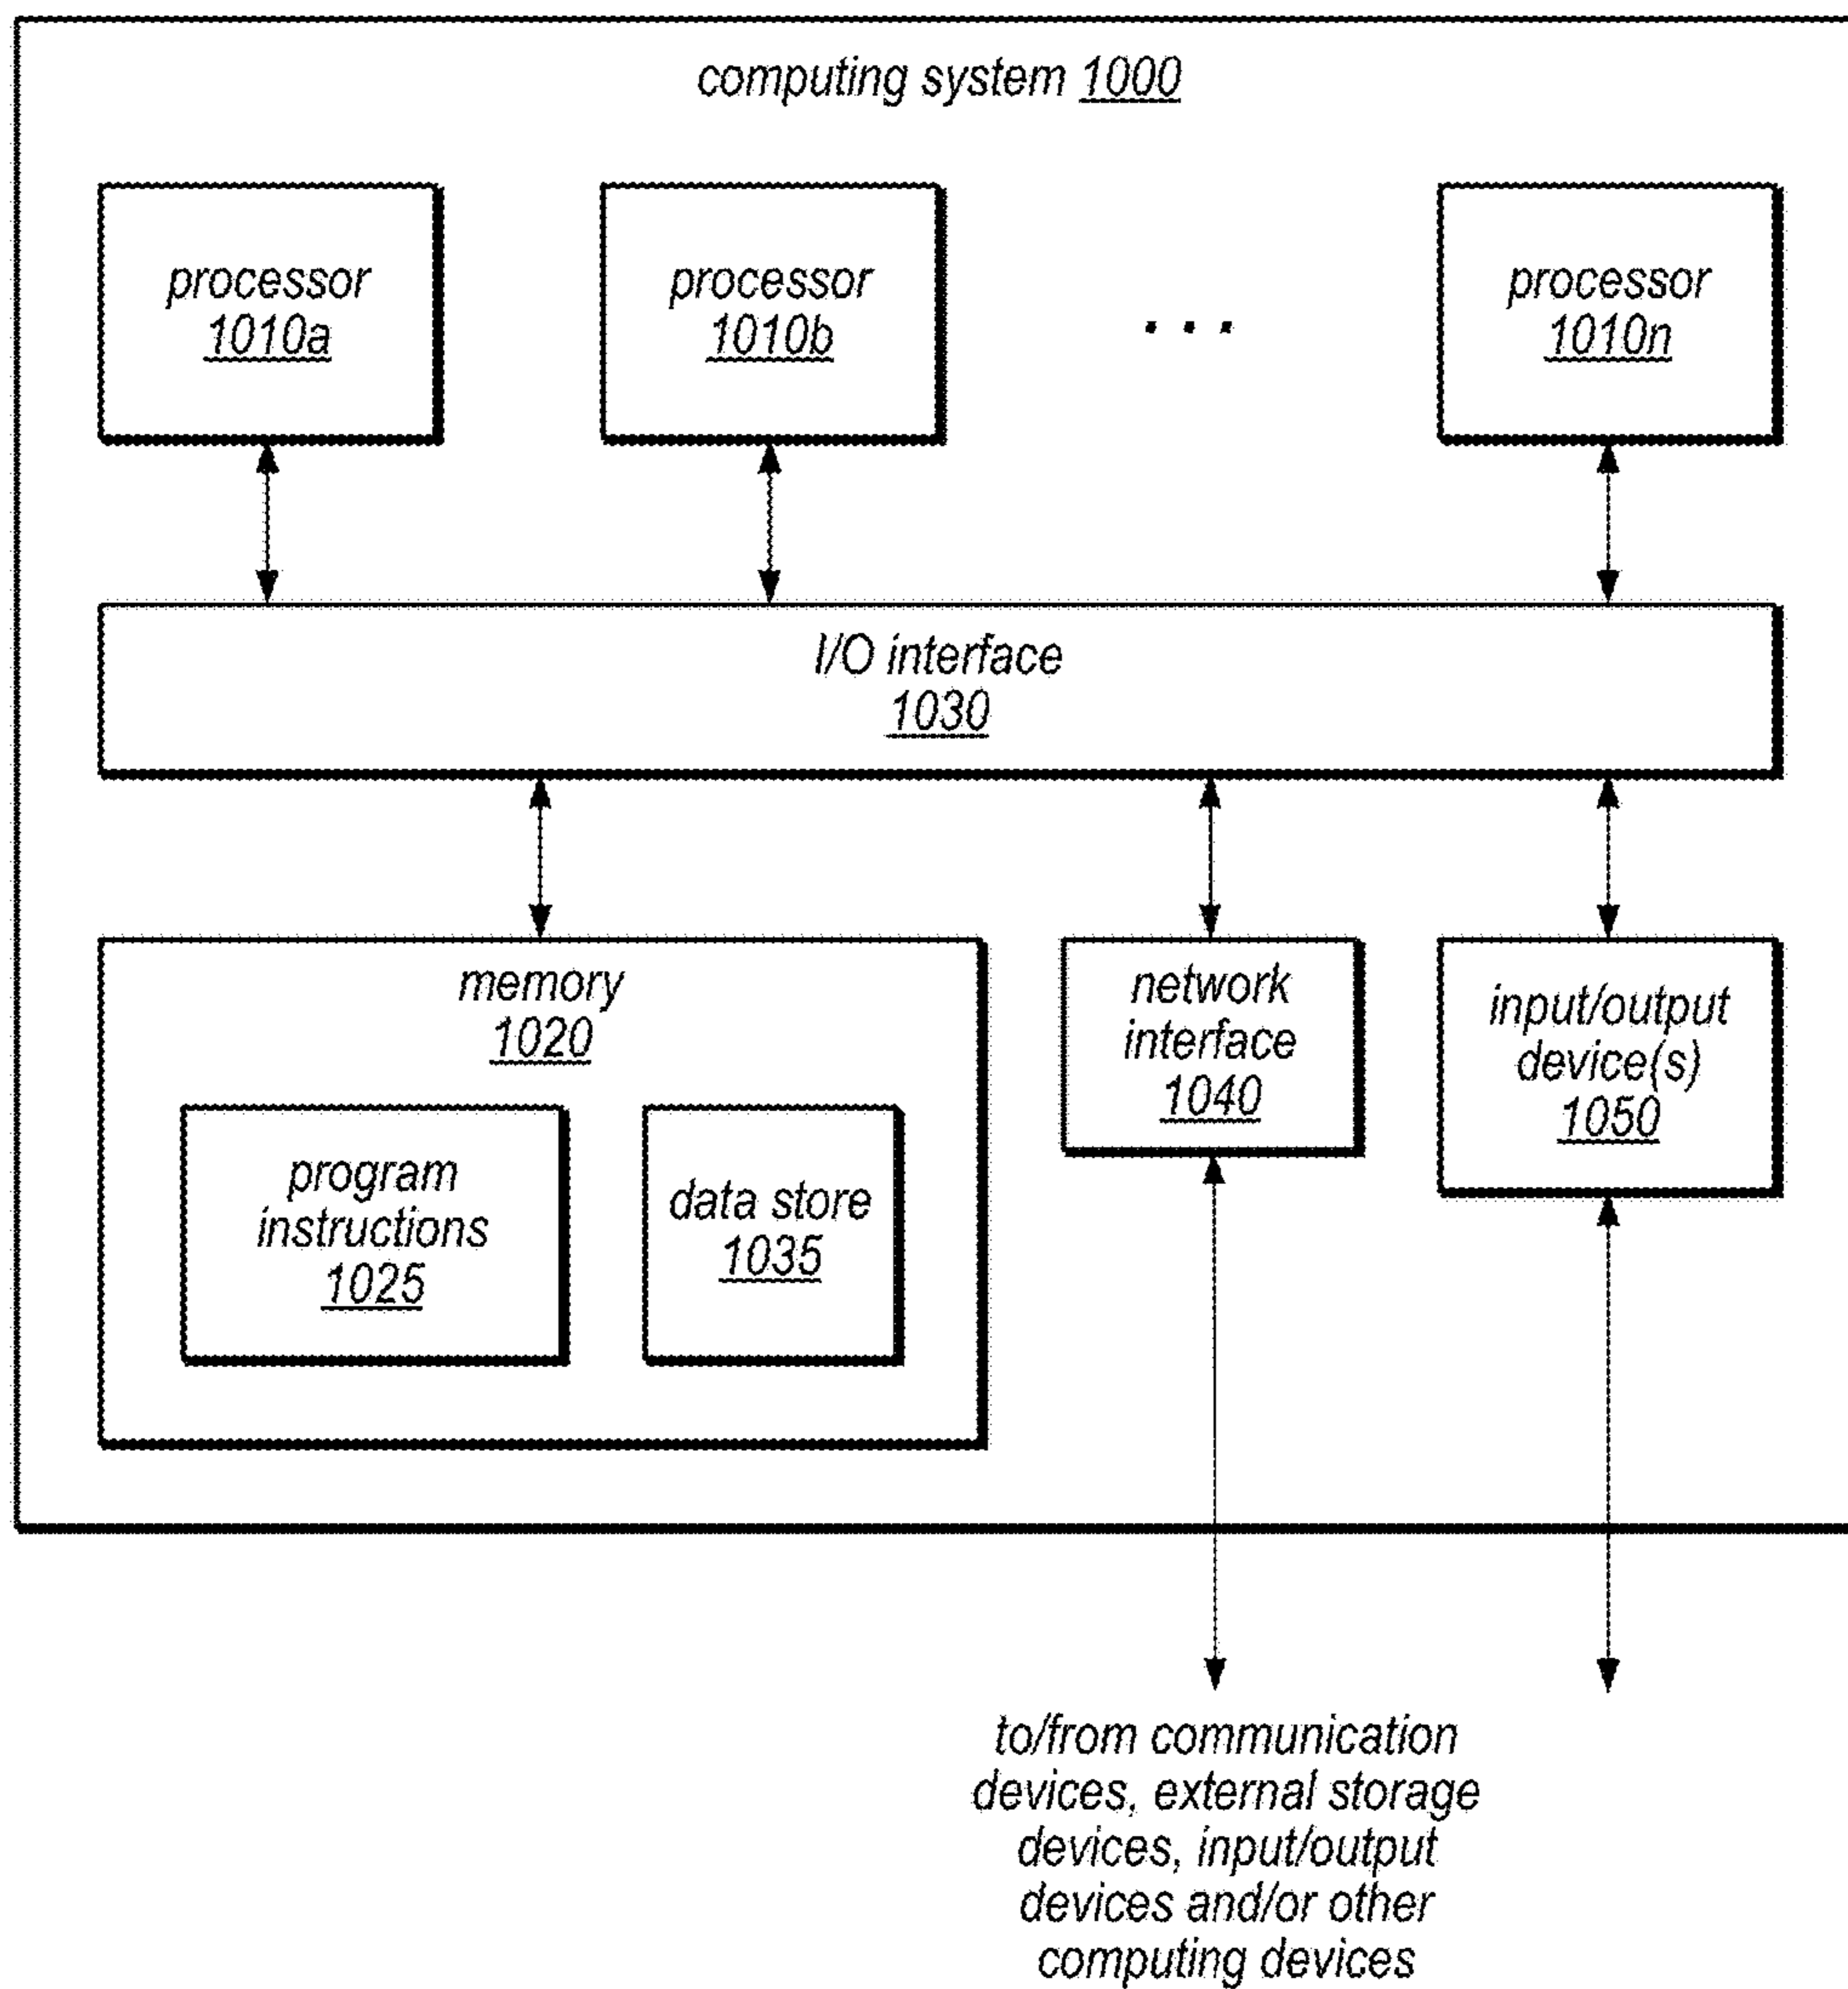 computing system 1000
processor
1010a
processor
1010b
. . .
processor
1010n
I/O interface
1030
memory
1020
program
instructions
1025
data store
1035
network
interface
1040
input/output
device(s)
1050
to/from communication
devices, external storage
devices, input/output
devices and/or other
computing devices